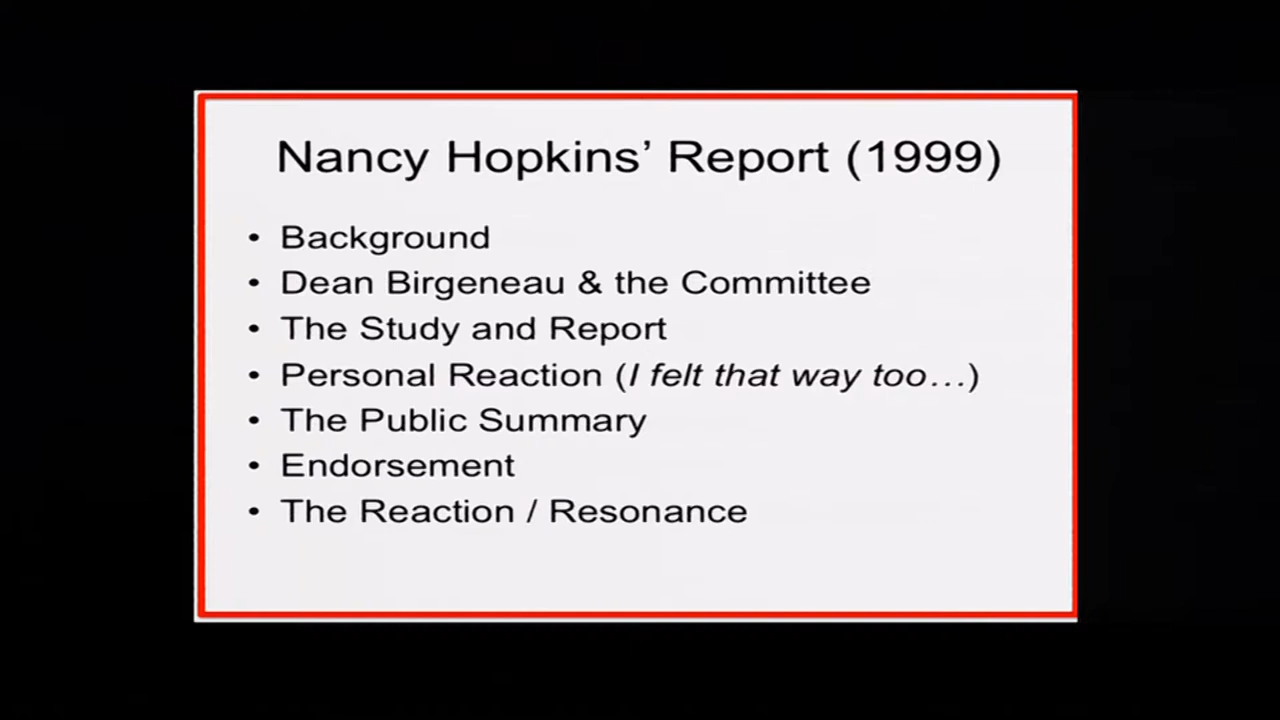 Nancy Hopkins’ Report (1999)
• Background
• Dean Birgeneau & the Committee
• The Study and Report
• Personal Reaction (I felt that way too…)
• The Public Summary
• Endorsement
• The Reaction / Resonance